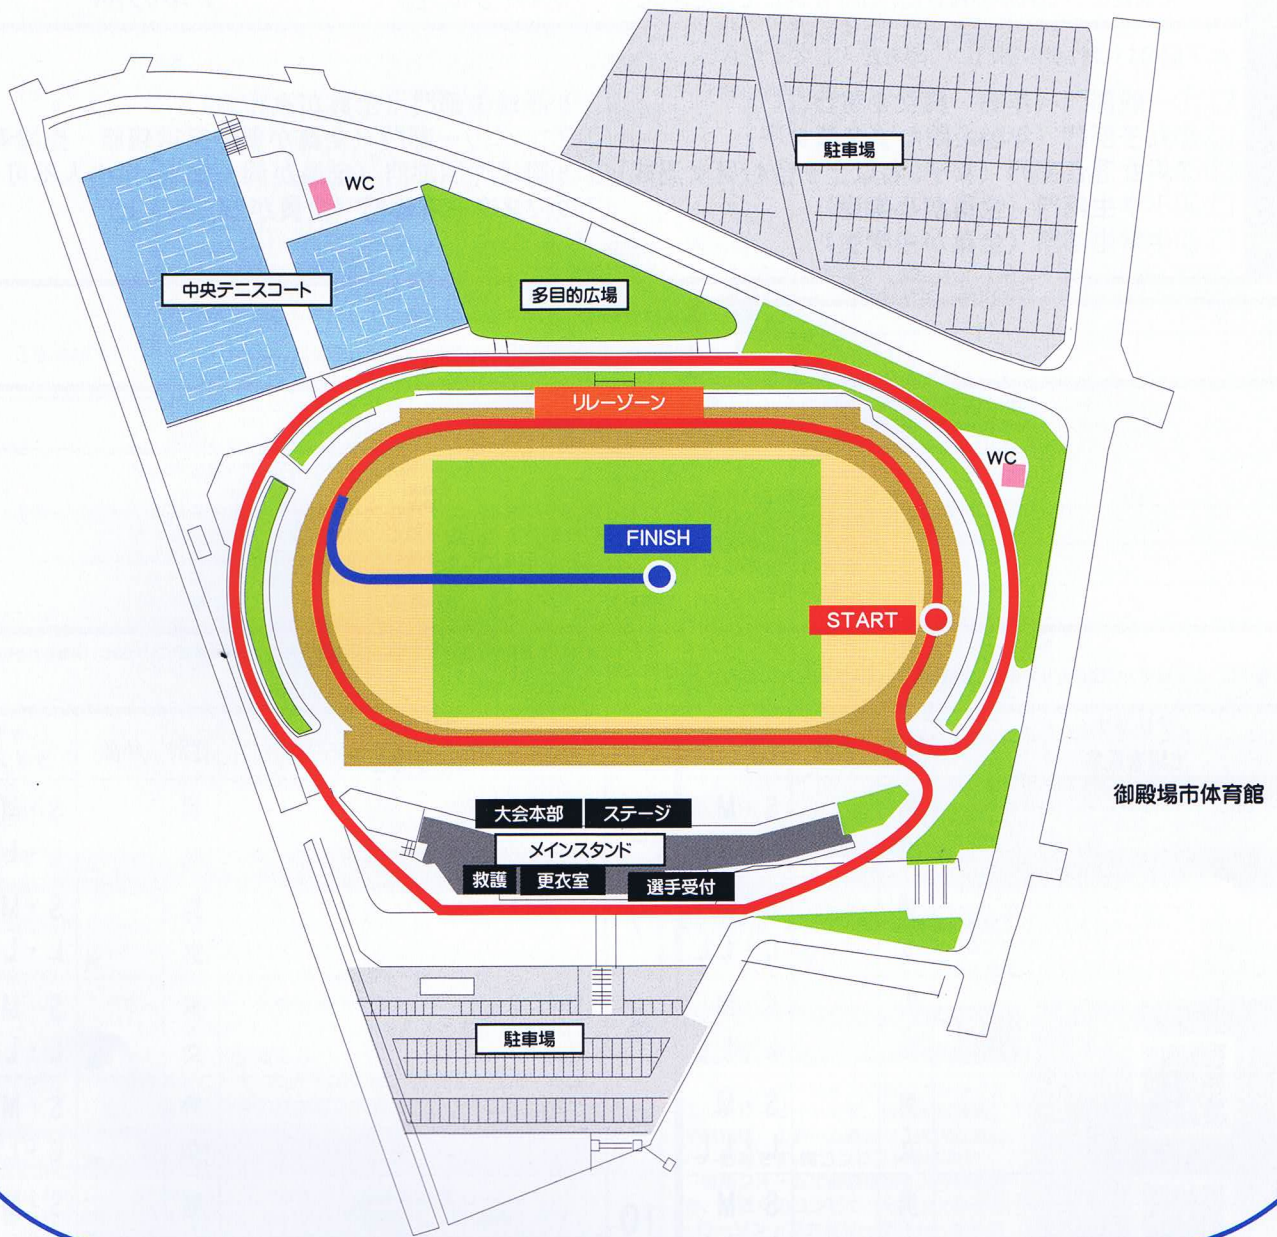 駐車場
WC
中央テニスコート
多目的広場
リレーゾーン
WC
FINISH
START
御殿場市体育館
大会本部
ステージ
メインスタンド
救護
更衣室
選手受付
駐車場